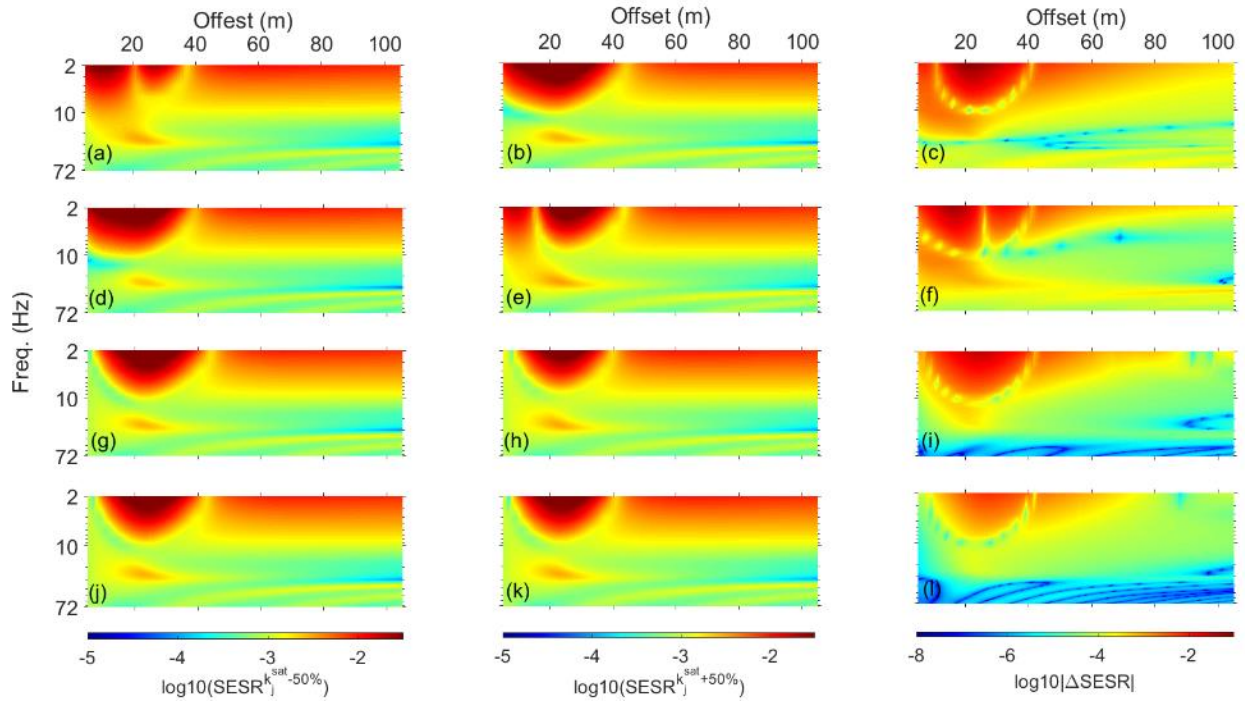 Offest (m)
Offset (m)
Offset (m)
20 40 60 80 100
20 40 60 80 100
20 40 60 80 100
2
10
72
(a)
(b)
(c)
2
10
72
(d)
(e)
(f)
Freq. (Hz)
2
10
72
(g)
(h)
(i)
2
10
72
(j)
(k)
(l)
-5 -4 -3 -2
-5 -4 -3 -2
-8 -6 -4 -2
log10(SESR^{k_j^{sat}-50%})
log10(SESR^{k_j^{sat}+50%})
log10|ΔSESR|